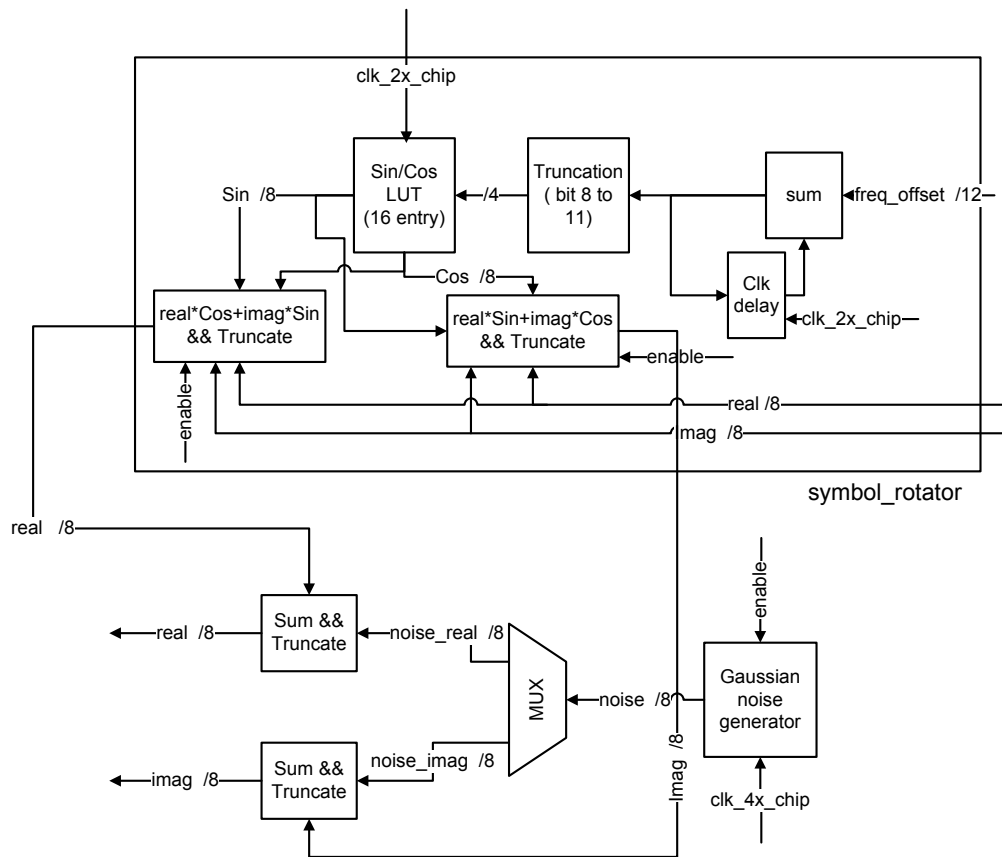 clk_2x_chip
Sin /8
Sin/Cos
LUT
(16 entry)
/4
Truncation
( bit 8 to
11)
sum
freq_offset /12
Cos /8
Clk
delay
clk_2x_chip
real*Cos+imag*Sin
&& Truncate
real*Sin+imag*Cos
&& Truncate
enable
enable
real /8
Imag /8
symbol_rotator
real /8
enable
Sum &&
Truncate
real /8
noise_real /8
MUX
noise /8
Gaussian
noise
generator
noise_imag /8
Imag /8
Sum &&
Truncate
imag /8
clk_4x_chip